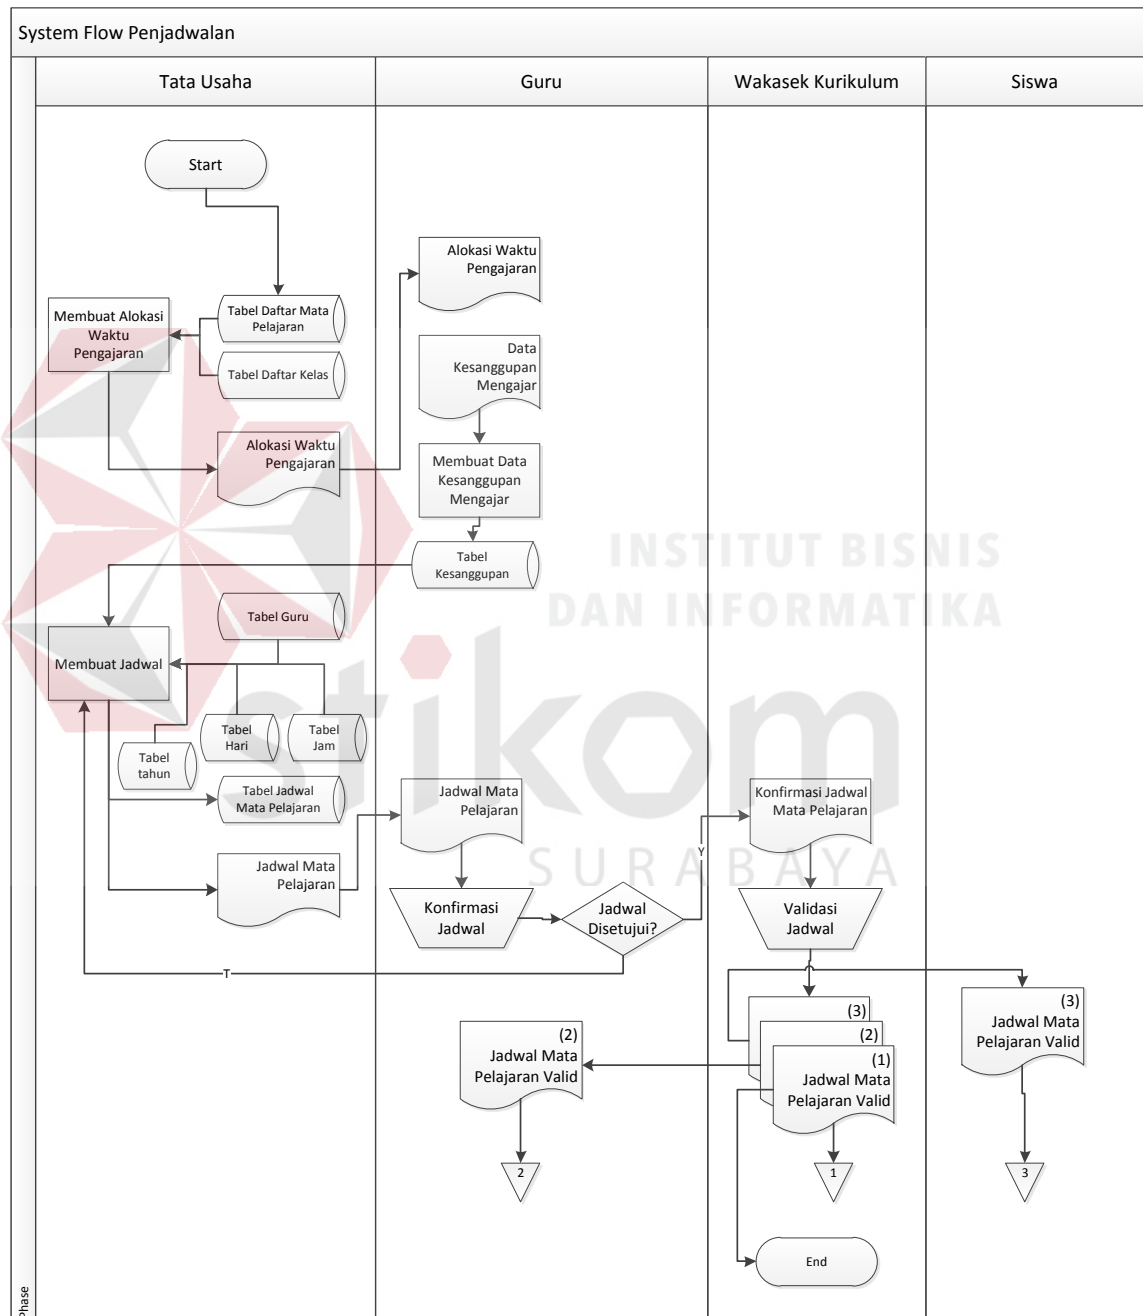 System Flow Penjadwalan
Tata Usaha
Guru
Wakasek Kurikulum
Siswa
Start
Alokasi Waktu
Pengajaran
Membuat Alokasi
Waktu
Pengajaran
Tabel Daftar Mata
Pelajaran
Tabel Daftar Kelas
Data
Kesanggupan
Mengajar
Alokasi Waktu
Pengajaran
Membuat Data
Kesanggupan
Mengajar
Tabel
Kesanggupan
INSTITUT BISNIS
DAN INFORMATIKA
Tabel Guru
Membuat Jadwal
stikom
SURABAYA
Tabel
Hari
Tabel
Jam
Tabel
tahun
Tabel Jadwal
Mata Pelajaran
Jadwal Mata
Pelajaran
Konfirmasi Jadwal
Mata Pelajaran
Y
Jadwal Mata
Pelajaran
Konfirmasi
Jadwal
Jadwal
Disetujui?
Validasi
Jadwal
T
(3)
(2)
(1)
Jadwal Mata
Pelajaran Valid
(2)
Jadwal Mata
Pelajaran Valid
(3)
Jadwal Mata
Pelajaran Valid
2
1
3
End
Phase